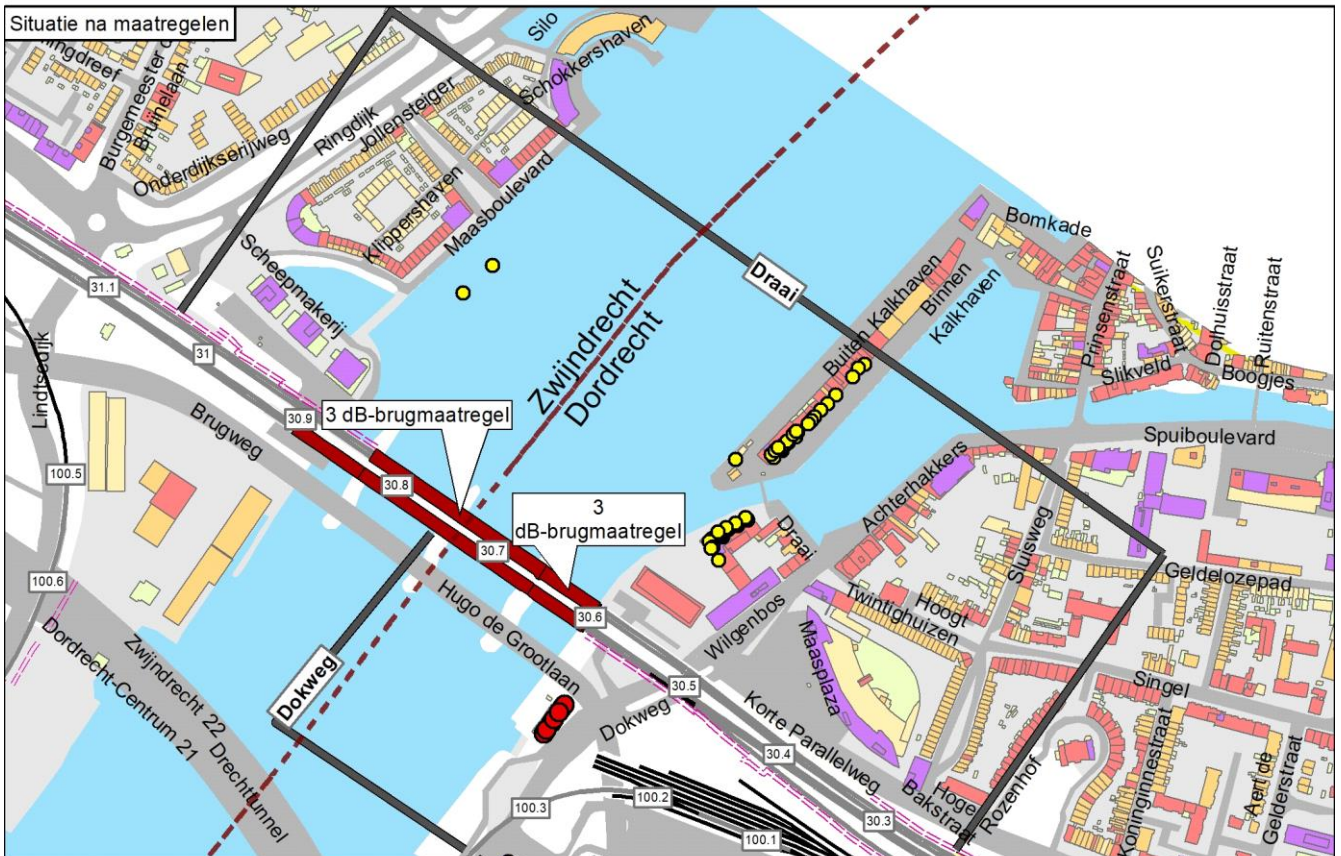 Situatie na maatregelen
Burgemeester de
Bruïnelaan
Onderdijkserijweg
Ringdijk
Jollensteiger
Silo
Schokkershaven
Klippershaven
Maasboulevard
Scheepmakerij
Zwijndrecht
Dordrecht
Draai
Buiten Kalkhaven
Binnen
Kalkhaven
Bomkade
Prinsenstraat
Suikerstraat
Dolhuisstraat
Ruitenstraat
Slikveld
Boogjes
Spuiboulevard
Lindtsedijk
31.1
31
30.9
30.8
30.7
30.6
30.5
30.4
30.3
3 dB-brugmaatregel
3
dB-brugmaatregel
Brugweg
100.5
100.6
Hugo de Grootlaan
Dokweg
Dokweg
Zwijndrecht 22
Drechttunnel
Dordrecht-Centrum 21
100.3
100.2
100.1
Draai
Achterhakkers
Wilgenbos
Twintighuizen
Hoogt
Sluisweg
Geldelozepad
Maasplaza
Korte Parallelweg
Singel
Bakstraat
Hoge
Rozenhof
Koninginnestraat
Aert de
Gelderstraat